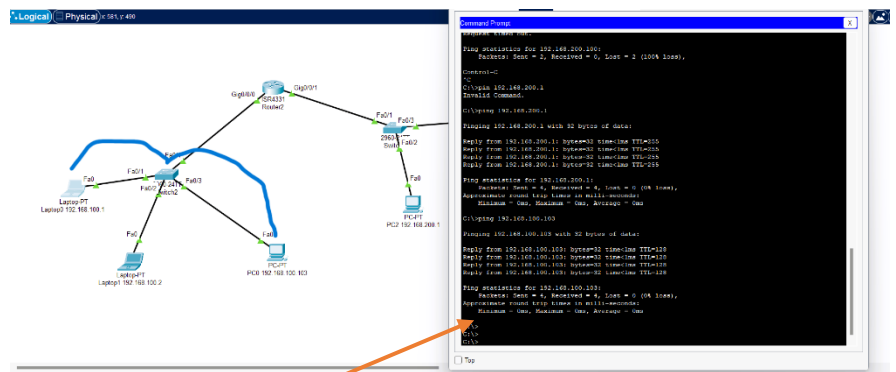 Logical
Physical x: 581, y: 490
Gig0/0/0
Gig0/0/1
ISR4331
Router2
Fa0/1
Fa0/3
Fa0/2
Fa0
PC-PT
PC2 192.168.200.1
Fa0/1
Fa0/3
Fa0
Laptop-PT
Laptop0 192.168.100.1
Fa0
Laptop-PT
Laptop1 192.168.100.2
PC-PT
PC0 192.168.100.103
Command Prompt
X
Request timed out.
Ping statistics for 192.168.200.100:
Packets: Sent = 2, Received = 0, Lost = 2 (100% loss),
Control-C
^C
C:\>pin 192.168.200.1
Invalid Command.
C:\>ping 192.168.200.1
Pinging 192.168.200.1 with 32 bytes of data:
Reply from 192.168.200.1: bytes=32 time<1ms TTL=255
Reply from 192.168.200.1: bytes=32 time<1ms TTL=255
Reply from 192.168.200.1: bytes=32 time<1ms TTL=255
Reply from 192.168.200.1: bytes=32 time<1ms TTL=255
Ping statistics for 192.168.200.1:
Packets: Sent = 4, Received = 4, Lost = 0 (0% loss),
Approximate round trip times in milli-seconds:
Minimum = 0ms, Maximum = 0ms, Average = 0ms
C:\>ping 192.168.100.103
Pinging 192.168.100.103 with 32 bytes of data:
Reply from 192.168.100.103: bytes=32 time<1ms TTL=128
Reply from 192.168.100.103: bytes=32 time<1ms TTL=128
Reply from 192.168.100.103: bytes=32 time<1ms TTL=128
Reply from 192.168.100.103: bytes=32 time<1ms TTL=128
Ping statistics for 192.168.100.103:
Packets: Sent = 4, Received = 4, Lost = 0 (0% loss),
Approximate round trip times in milli-seconds:
Minimum = 0ms, Maximum = 0ms, Average = 0ms
C:\>
C:\>
C:\>
Top